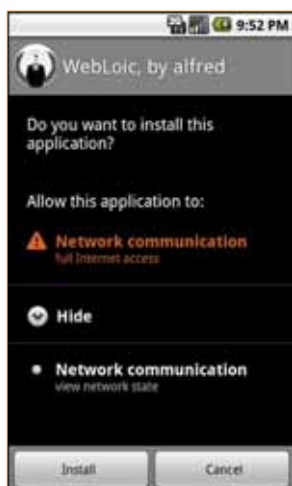 9:52 PM
WebLoic, by alfred
Do you want to install this
application?
Allow this application to:
Network communication
full Internet access
Hide
Network communication
view network state
Install
Cancel